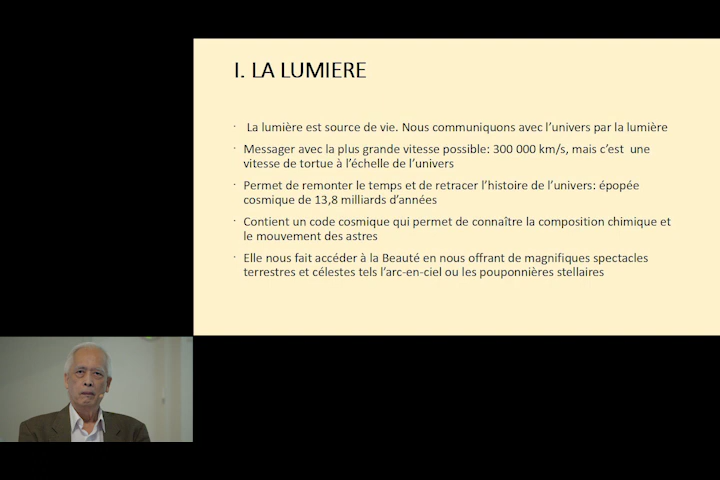 I. LA LUMIERE
· La lumière est source de vie. Nous communiquons avec l'univers par la lumière
· Messager avec la plus grande vitesse possible: 300 000 km/s, mais c'est une
vitesse de tortue à l'échelle de l'univers
· Permet de remonter le temps et de retracer l'histoire de l'univers: épopée
cosmique de 13,8 milliards d'années
· Contient un code cosmique qui permet de connaître la composition chimique et
le mouvement des astres
· Elle nous fait accéder à la Beauté en nous offrant de magnifiques spectacles
terrestres et célestes tels l'arc-en-ciel ou les pouponnières stellaires